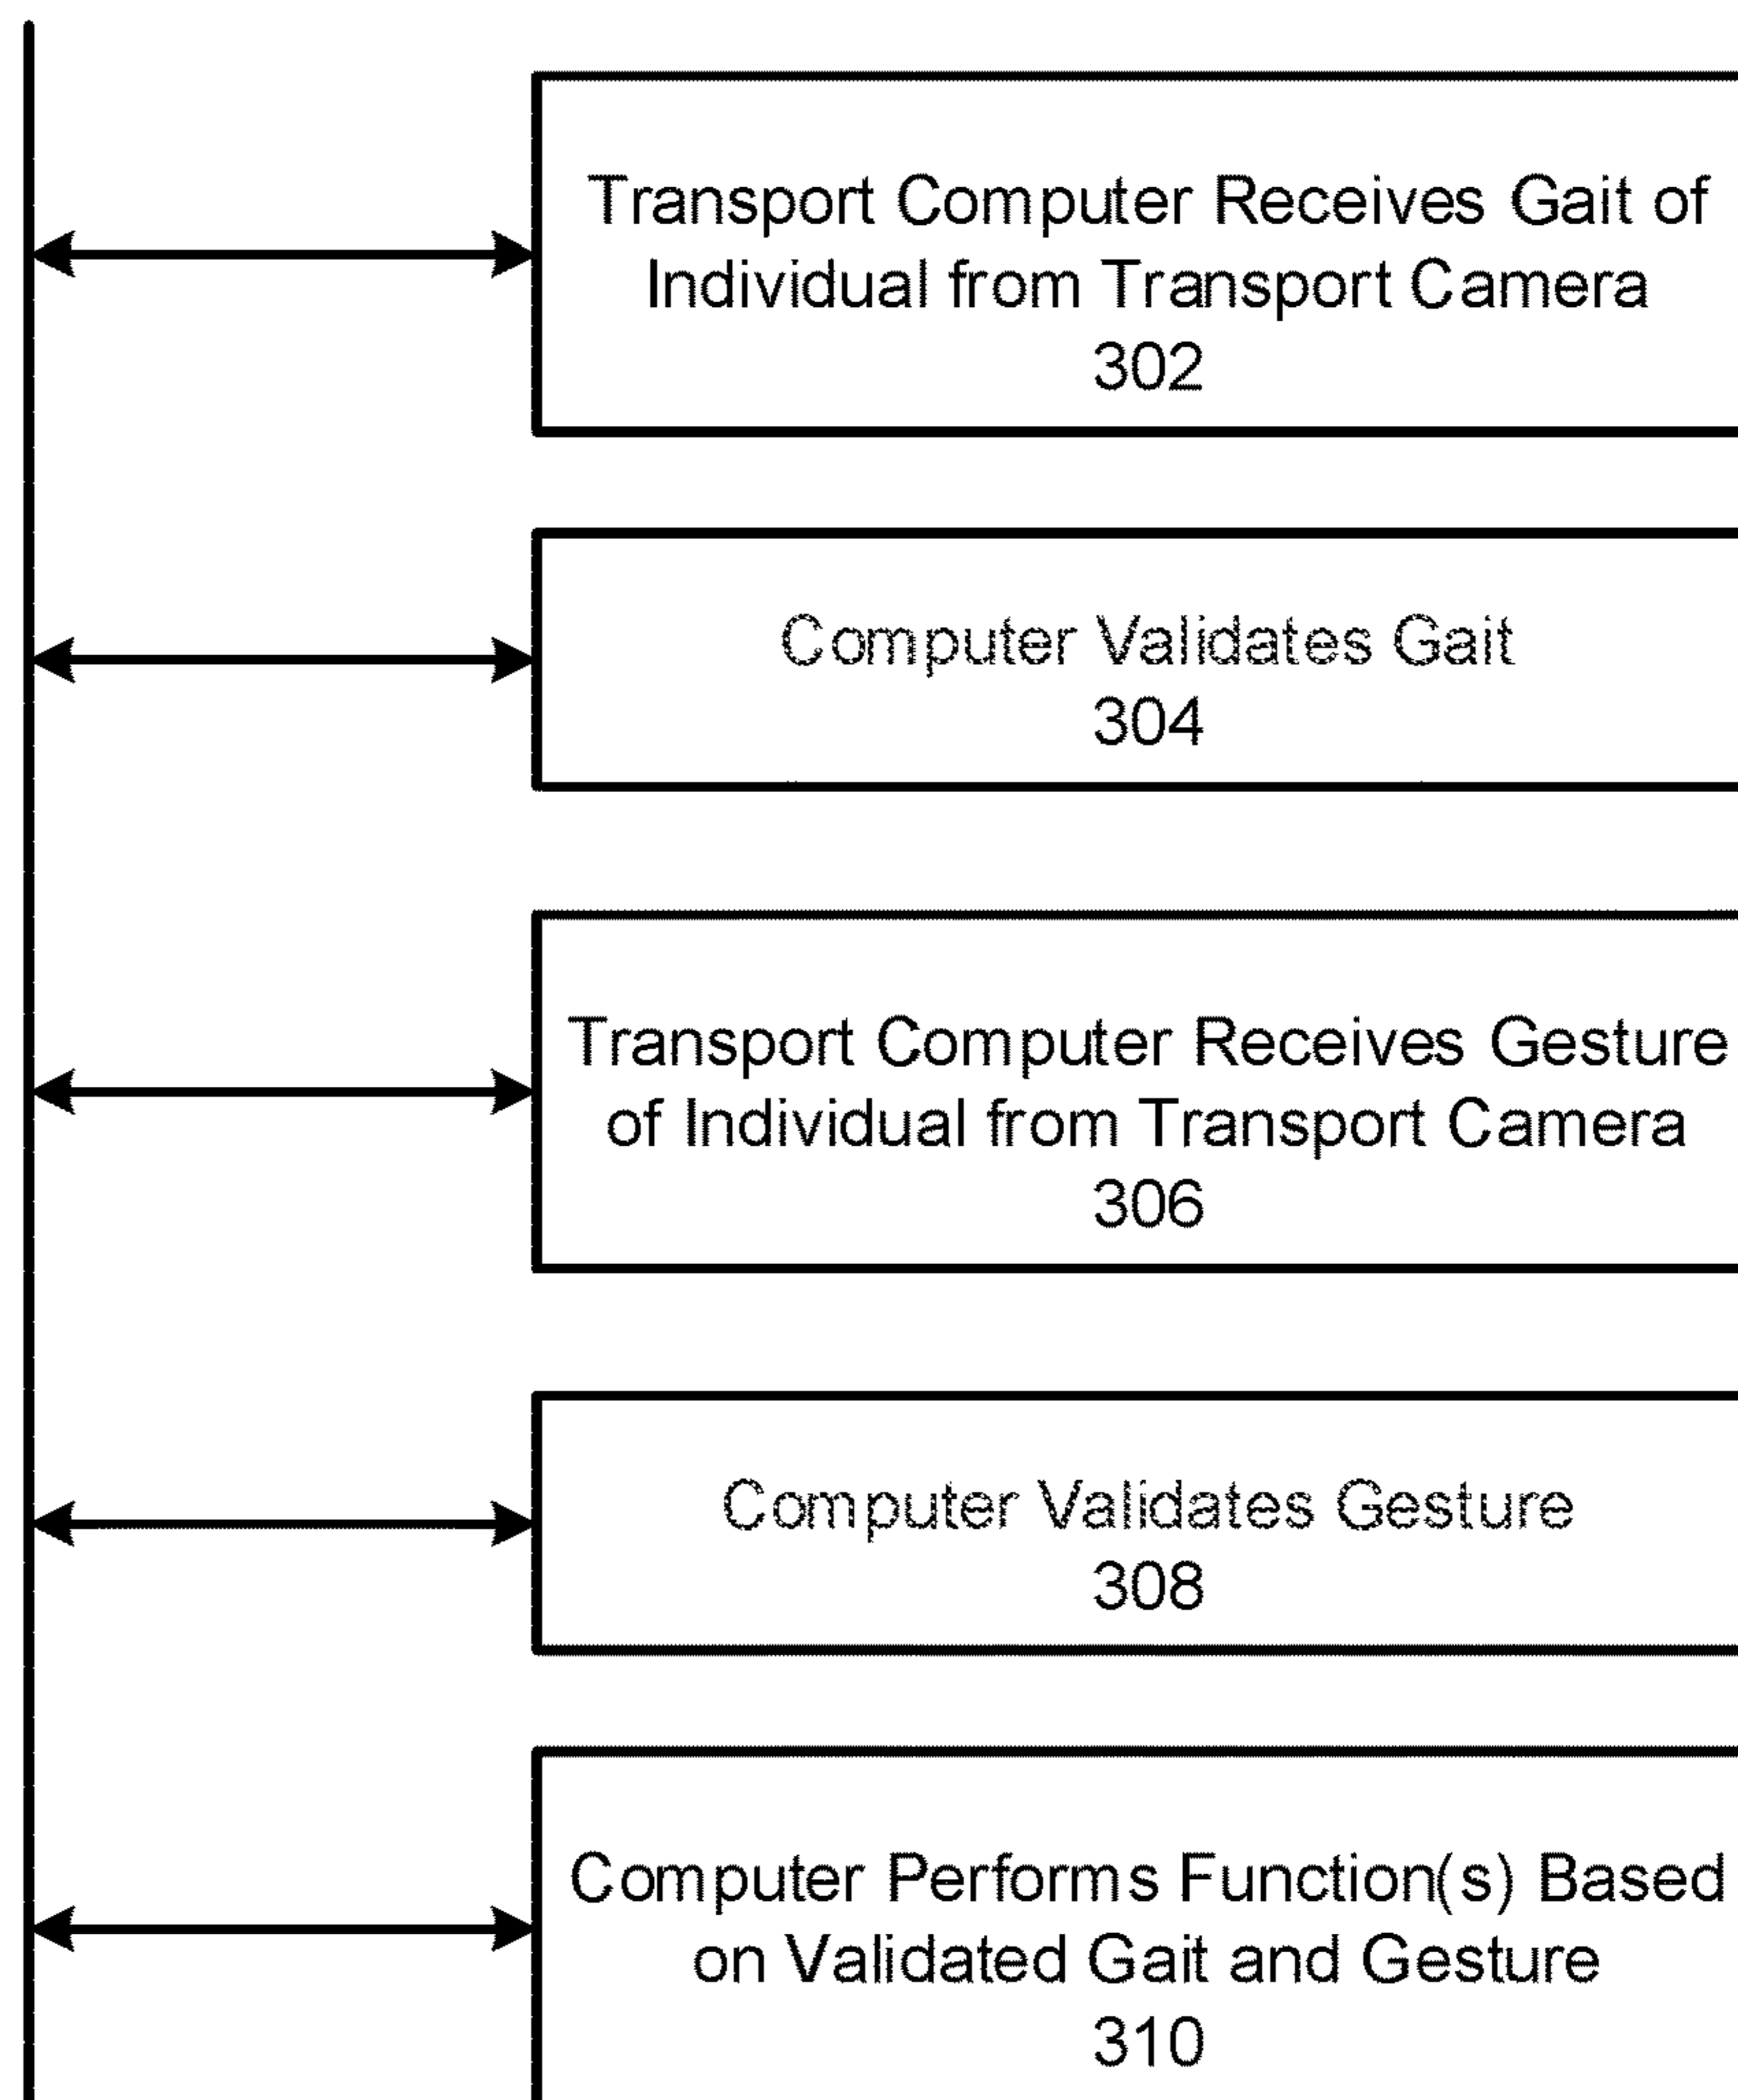 Transport Computer Receives Gait of
Individual from Transport Camera
302
Computer Validates Gait
304
Transport Computer Receives Gesture
of Individual from Transport Camera
306
Computer Validates Gesture
308
Computer Performs Function(s) Based
on Validated Gait and Gesture
310